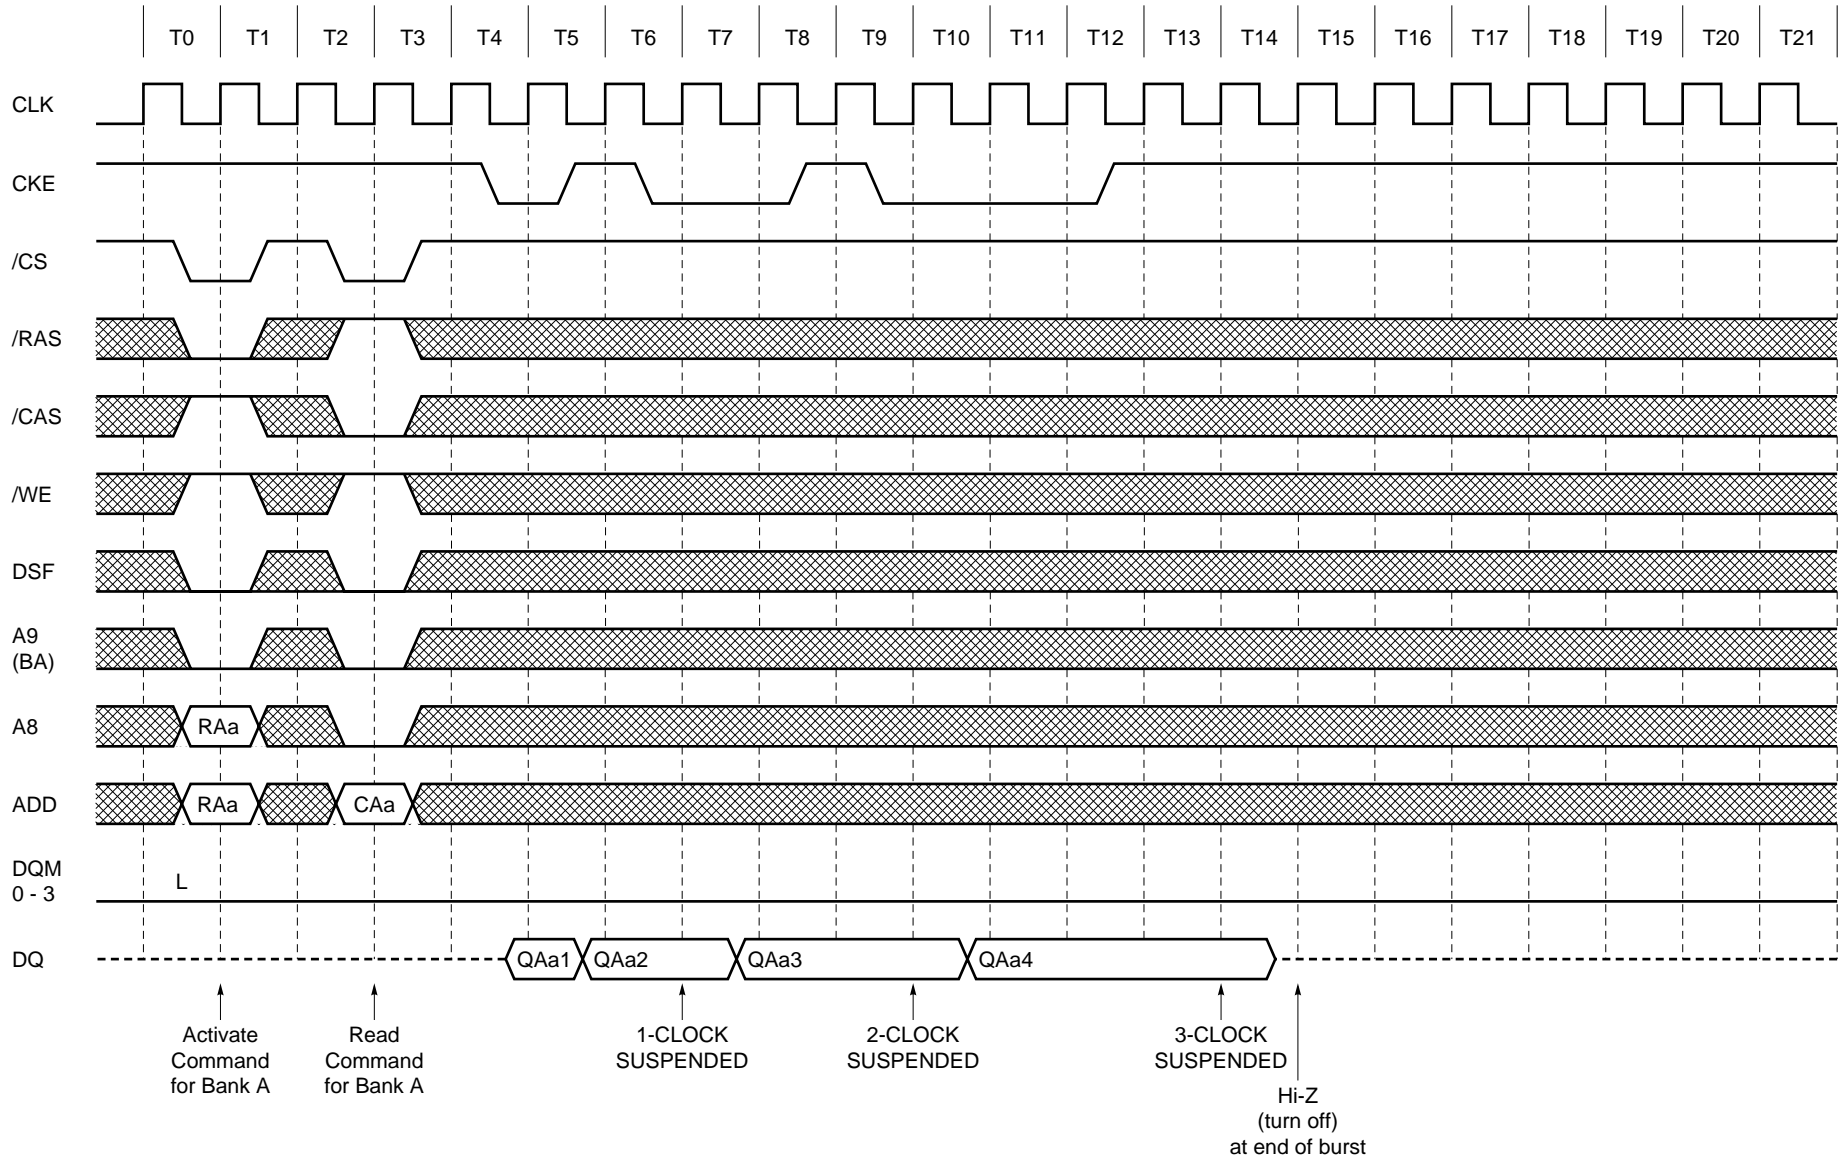 T0 T1 T2 T3 T4 T5 T6 T7 T8 T9 T10 T11 T12 T13 T14 T15 T16 T17 T18 T19 T20 T21
CLK
CKE
/CS
/RAS
/CAS
/WE
DSF
A9
(BA)
A8 RAa
ADD RAa CAa
DQM
0 - 3
L
DQ QAa1 QAa2 QAa3 QAa4
Activate
Command
for Bank A
Read
Command
for Bank A
1-CLOCK
SUSPENDED
2-CLOCK
SUSPENDED
3-CLOCK
SUSPENDED
Hi-Z
(turn off)
at end of burst